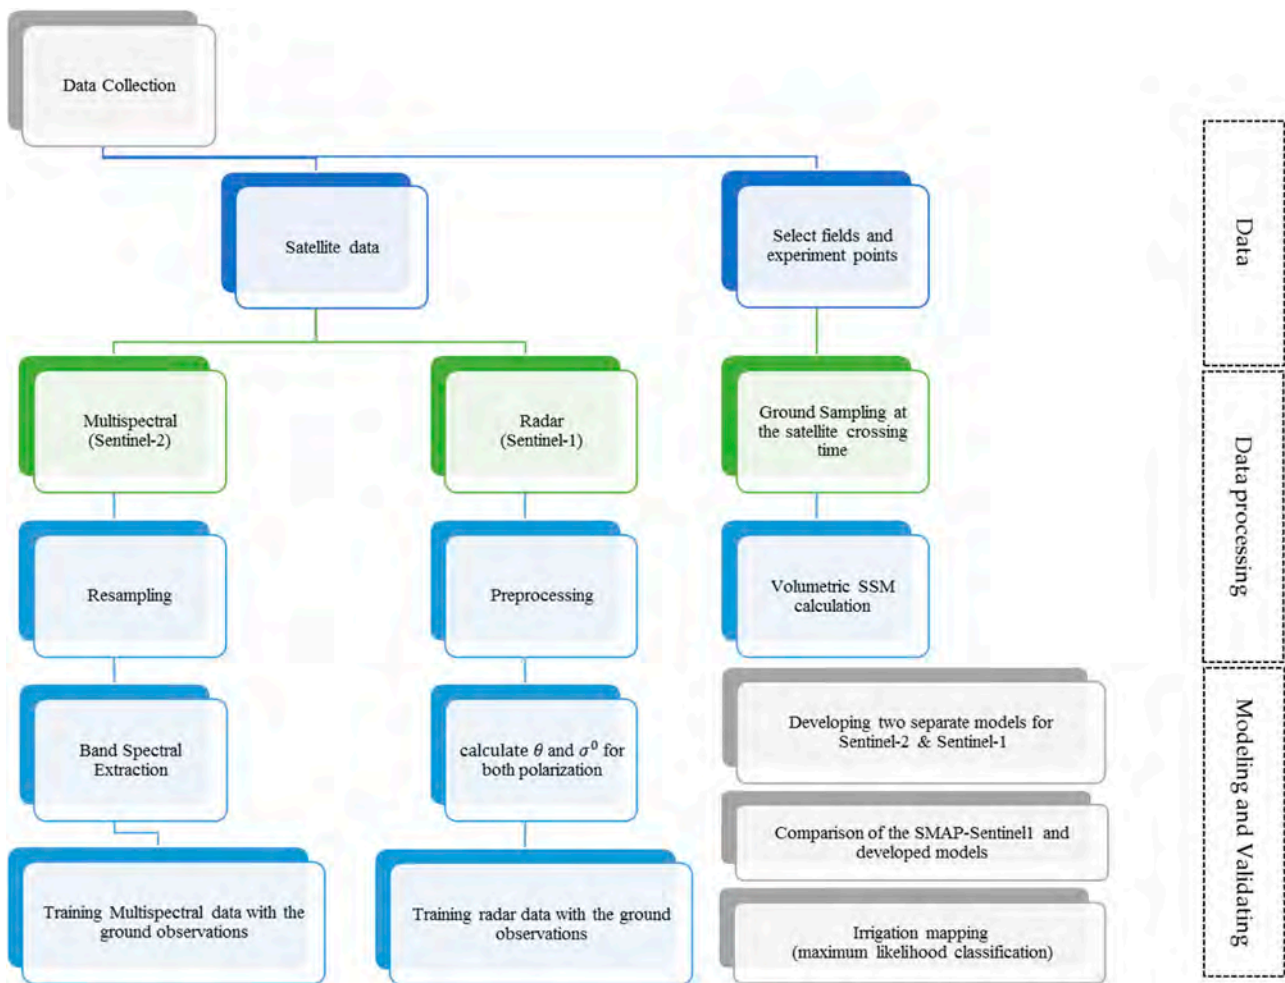 Data Collection
Satellite data
Select fields and
experiment points
Multispectral
(Sentinel-2)
Radar
(Sentinel-1)
Ground Sampling at
the satellite crossing
time
Resampling
Preprocessing
Volumetric SSM
calculation
Band Spectral
Extraction
calculate θ and σ⁰ for
both polarization
Developing two separate models for
Sentinel-2 & Sentinel-1
Comparison of the SMAP-Sentinel1 and
developed models
Training Multispectral data with the
ground observations
Training radar data with the ground
observations
Irrigation mapping
(maximum likelihood classification)
Data
Data processing
Modeling and Validating